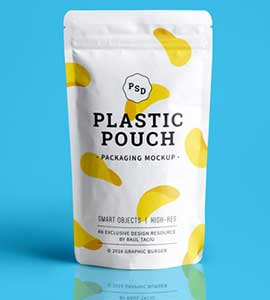 PSD
PLASTIC
POUCH
- PACKAGING MOCKUP -
SMART OBJECTS | HIGH-RES
AN EXCLUSIVE DESIGN RESOURCE
BY RAUL TACIU
© 2016 GRAPHIC BURGER